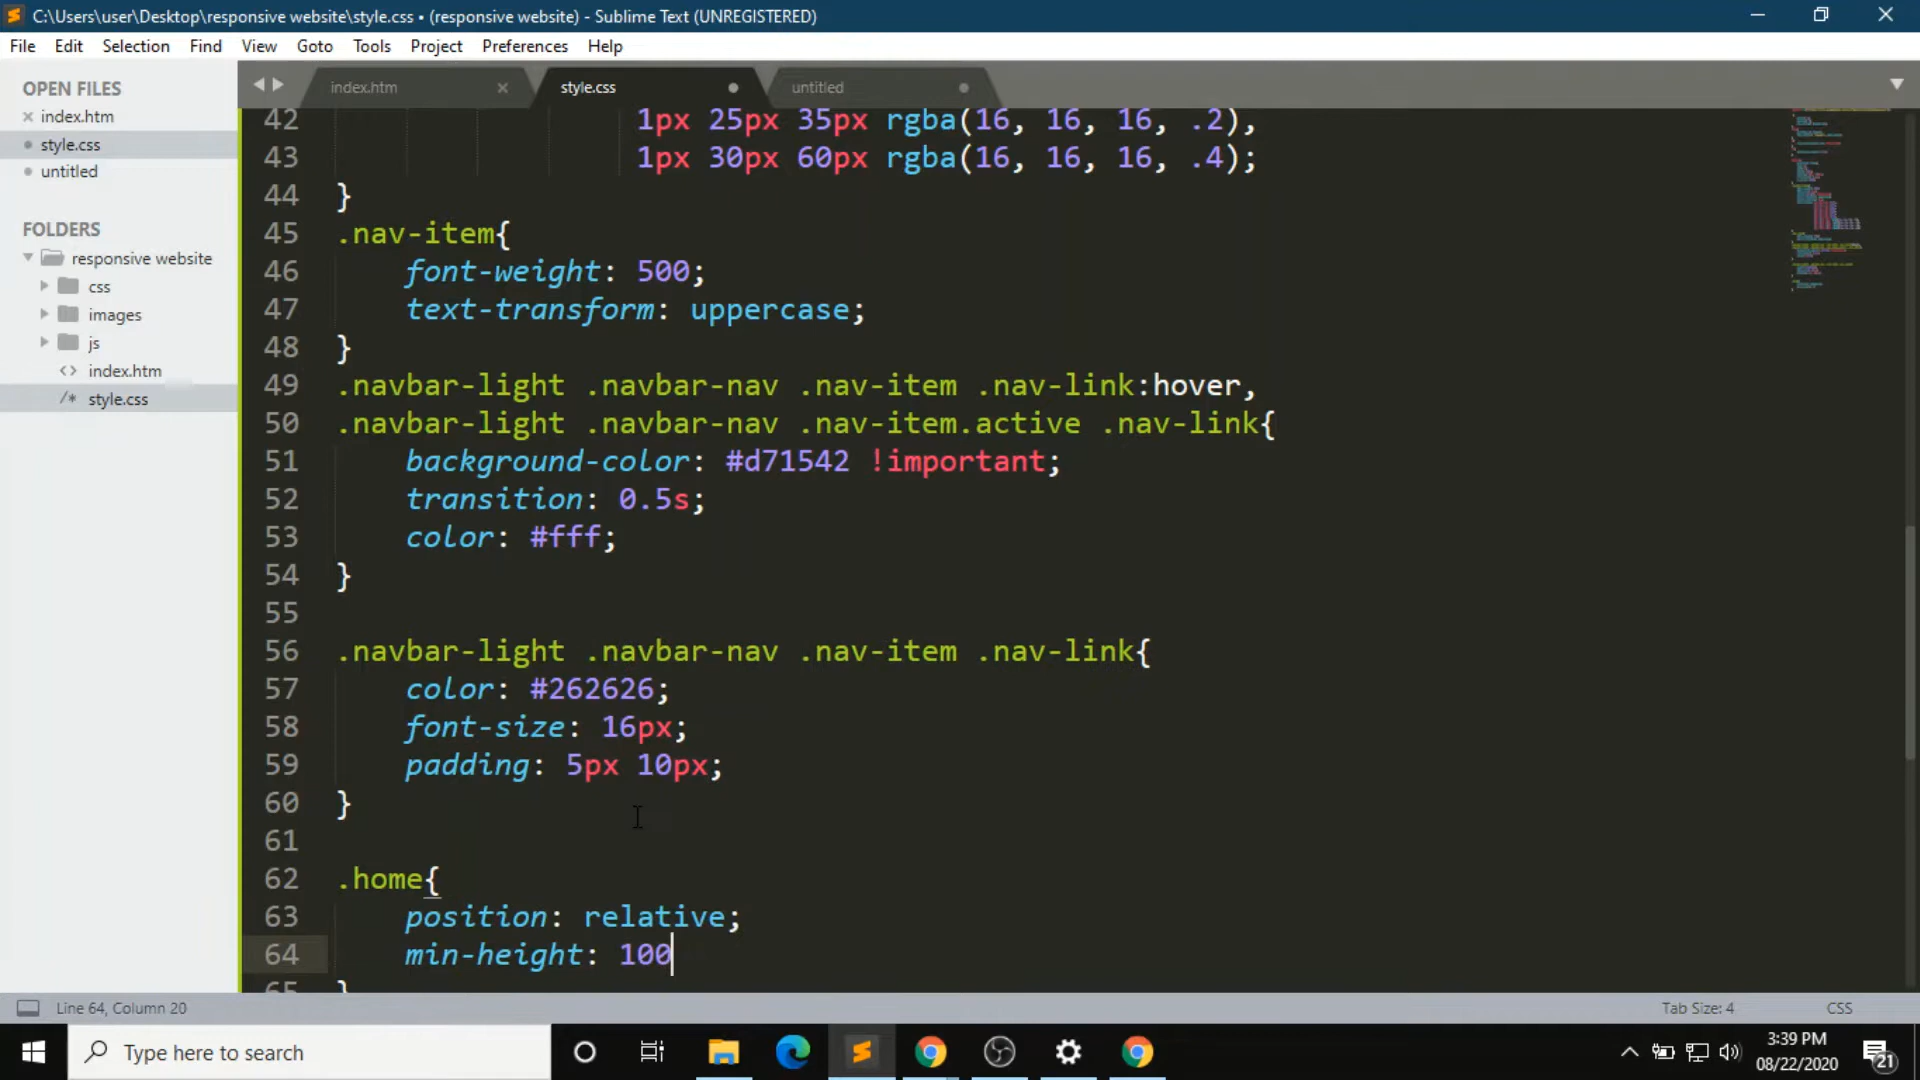 C:\Users\user\Desktop\responsive website\style.css • (responsive website) - Sublime Text (UNREGISTERED)
File Edit Selection Find View Goto Tools Project Preferences Help
OPEN FILES
index.htm
style.css
untitled
FOLDERS
responsive website
css
images
js
<> index.htm
/* style.css
index.htm style.css untitled
42 1px 25px 35px rgba(16, 16, 16, .2),
43 1px 30px 60px rgba(16, 16, 16, .4);
44 }
45 .nav-item{
46 font-weight: 500;
47 text-transform: uppercase;
48 }
49 .navbar-light .navbar-nav .nav-item .nav-link:hover,
50 .navbar-light .navbar-nav .nav-item.active .nav-link{
51 background-color: #d71542 !important;
52 transition: 0.5s;
53 color: #fff;
54 }
55
56 .navbar-light .navbar-nav .nav-item .nav-link{
57 color: #262626;
58 font-size: 16px;
59 padding: 5px 10px;
60 }
61
62 .home{
63 position: relative;
64 min-height: 100
65 }
Line 64, Column 20
Tab Size: 4
CSS
Type here to search
3:39 PM
08/22/2020
21